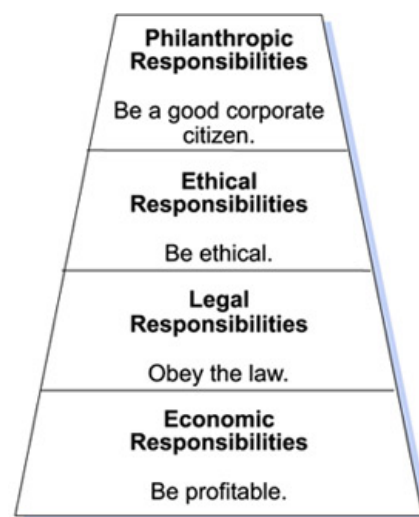 Philanthropic
Responsibilities
Be a good corporate
citizen.
Ethical
Responsibilities
Be ethical.
Legal
Responsibilities
Obey the law.
Economic
Responsibilities
Be profitable.